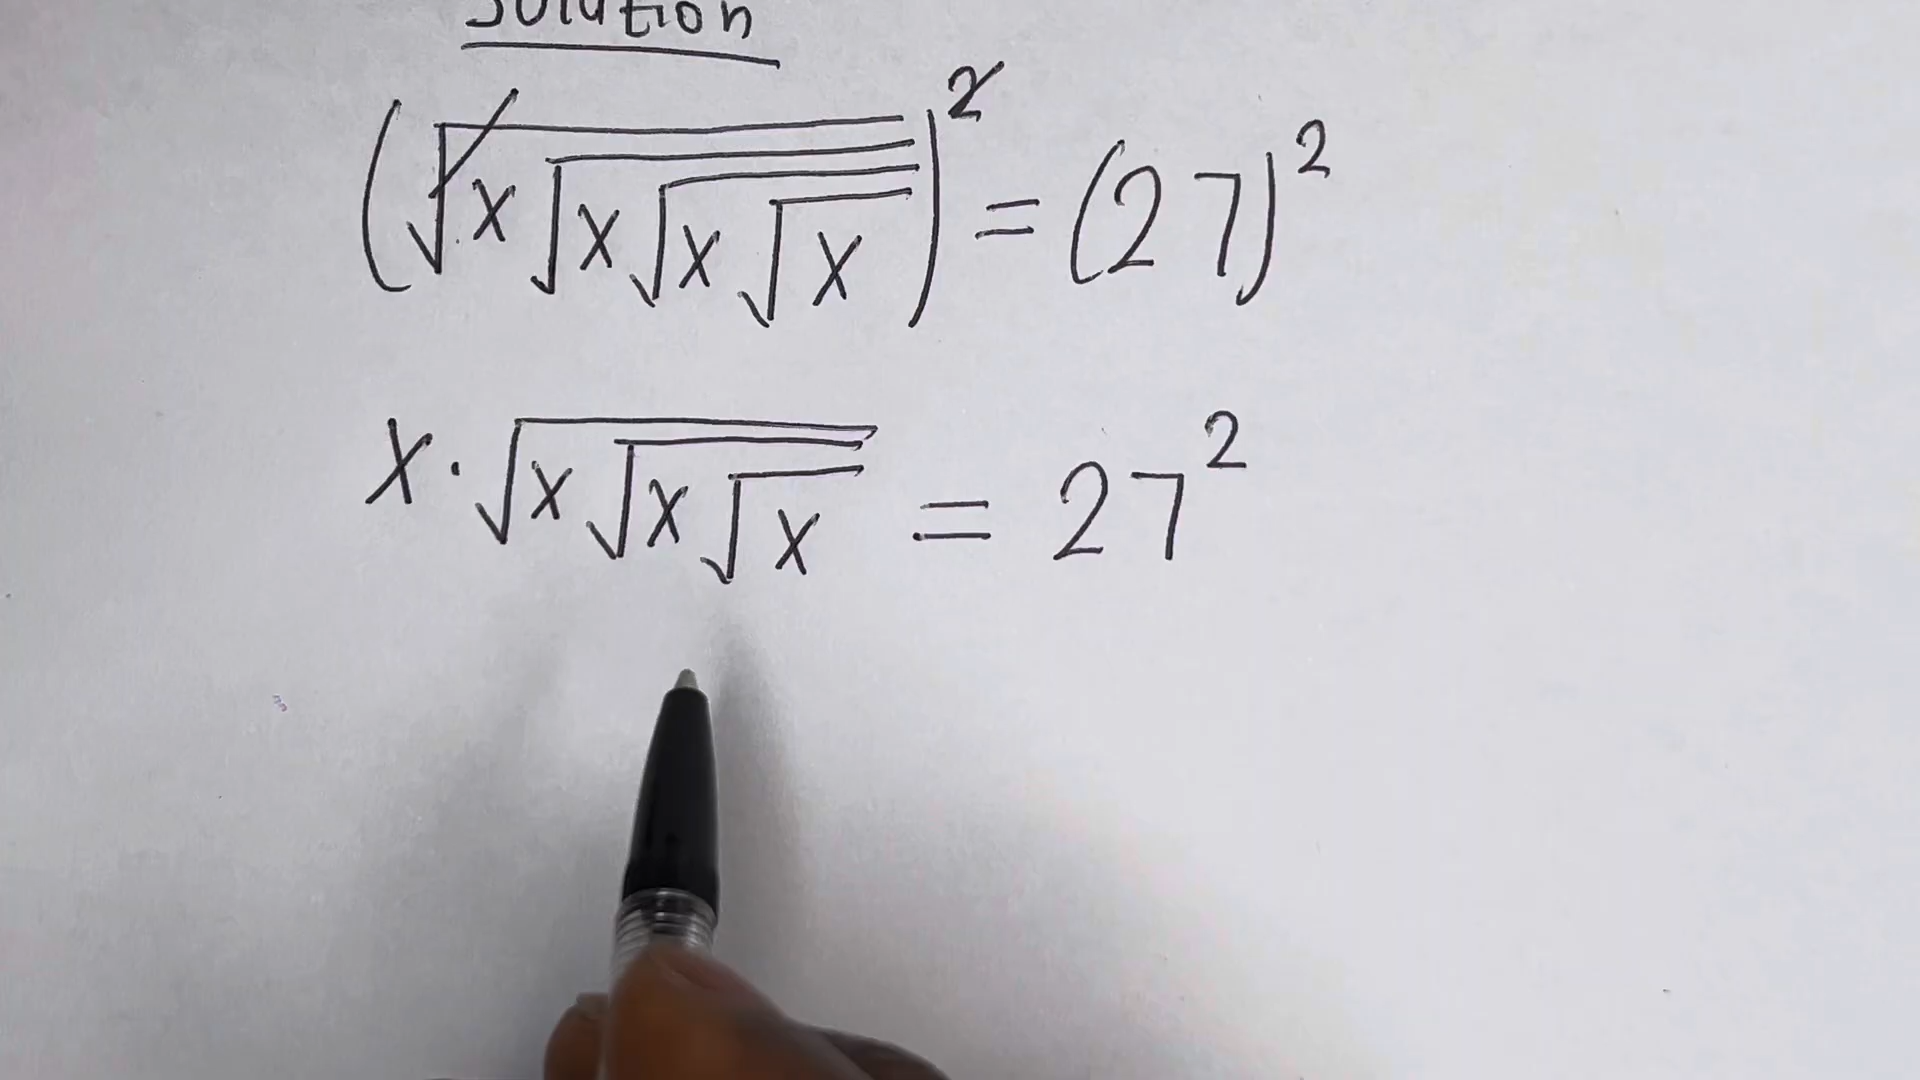 Solution
(√(x√(x√(x√x))))² = (27)²
x·√(x√(x√x)) = 27²